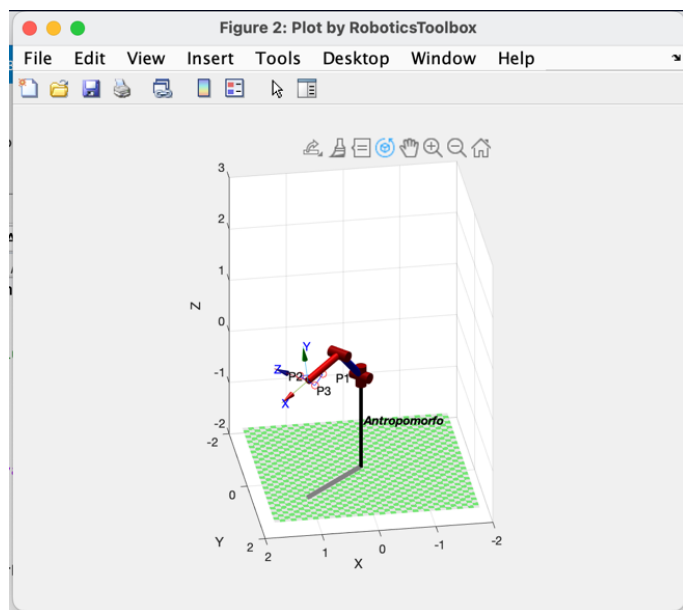 Figure 2: Plot by RoboticsToolbox
File Edit View Insert Tools Desktop Window Help
3
2
1
0
-1
-2
Z
Y
Z
P2
P3
P1
X
Antropomorfo
-2
0
2
Y
2
1
0
-1
-2
X